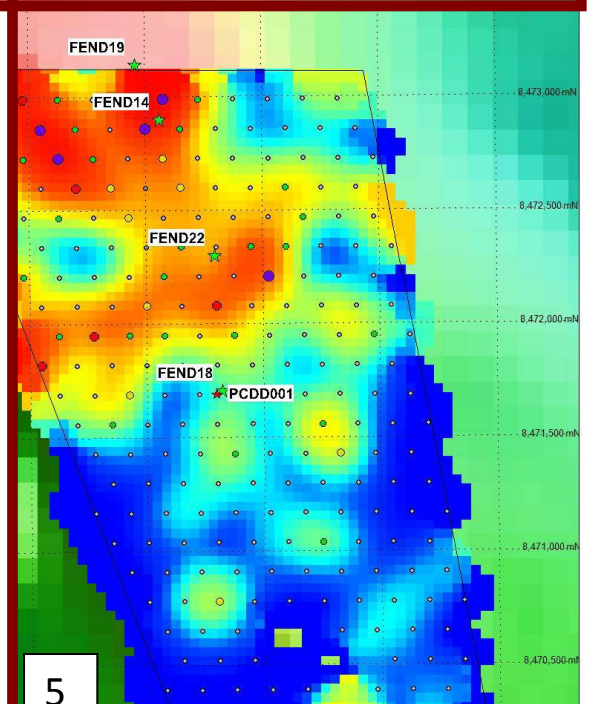 FEND19
8,473,000 mN
FEND14
8,472,500 mN
FEND22
8,472,000 mN
FEND18
PCDD001
8,471,500 mN
8,471,000 mN
8,470,500 mN
5